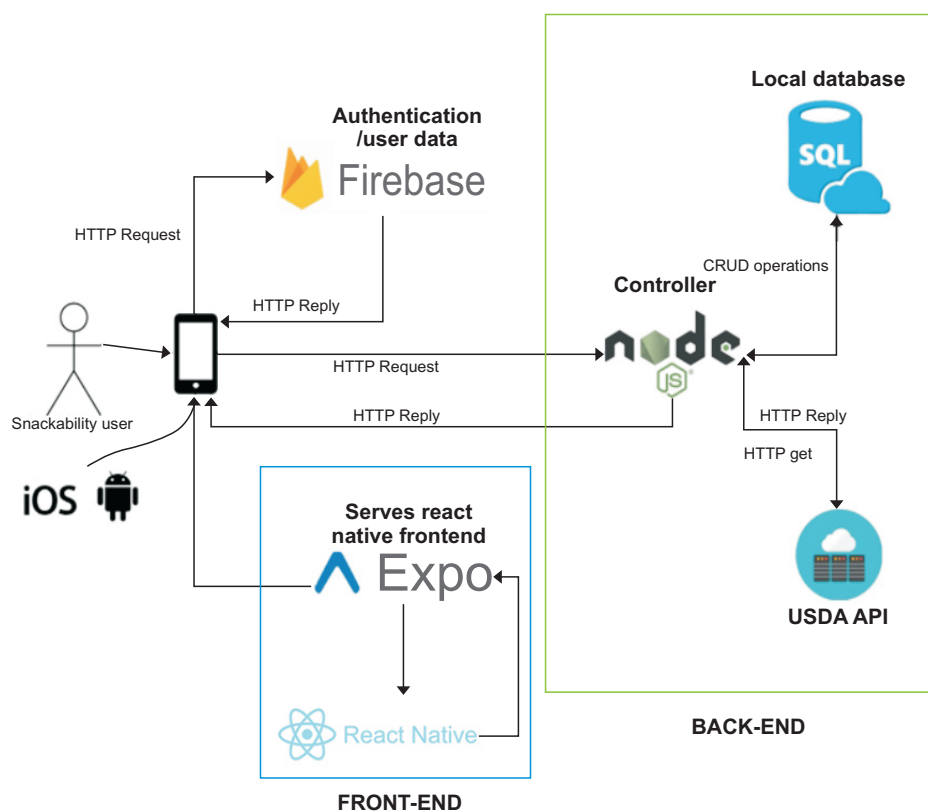 Local database
SQL
Authentication
/user data
Firebase
HTTP Request
CRUD operations
HTTP Reply
Controller
node
JS
HTTP Request
Snackability user
HTTP Reply
HTTP Reply
HTTP get
iOS
Serves react
native frontend
Expo
USDA API
React Native
BACK-END
FRONT-END